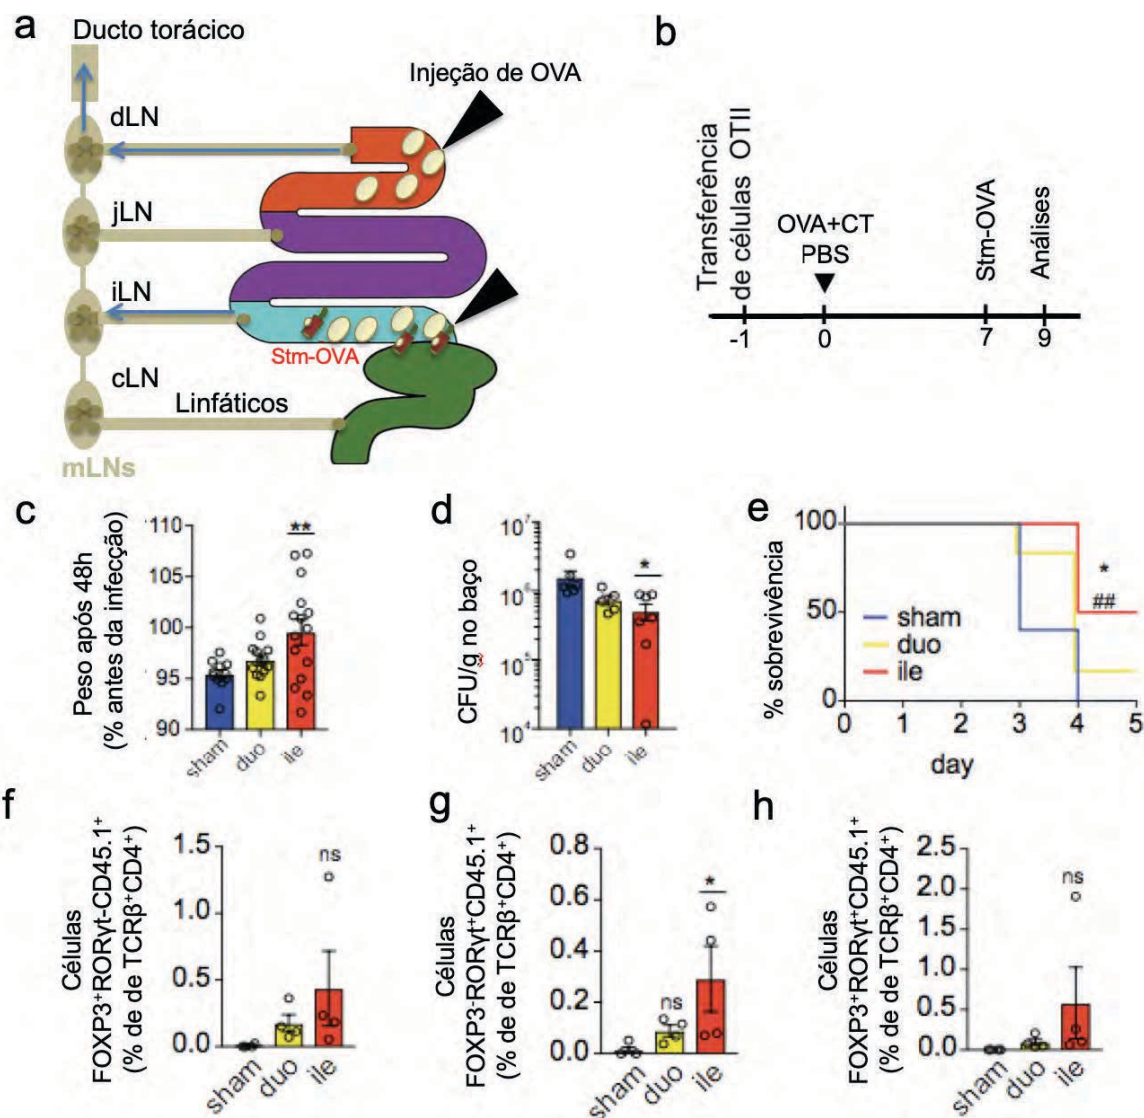 a
Ducto torácico
Injeção de OVA
dLN
jLN
iLN
Stm-OVA
cLN
Linfáticos
mLNs
b
Transferência
de células OTII
OVA+CT
PBS
Stm-OVA
Análises
-1
0
7
9
c
Peso após 48h
(% antes da infecção)
110
105
100
95
90
**
sham
duo
ile
d
CFU/g no baço
10⁷
10⁶
10⁵
10⁴
*
sham
duo
ile
e
% sobrevivência
100
50
0
sham
duo
ile
*
##
0
1
2
3
4
5
day
f
Células
FOXP3⁺RORγt-CD45.1⁺
(% de de TCRβ⁺CD4⁺)
1.5
1.0
0.5
0.0
ns
sham
duo
ile
g
Células
FOXP3⁻RORγt⁺CD45.1⁺
(% de de TCRβ⁺CD4⁺)
0.8
0.6
0.4
0.2
0.0
ns
*
sham
duo
ile
h
Células
FOXP3⁺RORγt⁺CD45.1⁺
(% de de TCRβ⁺CD4⁺)
2.5
2.0
1.5
1.0
0.5
0.0
ns
sham
duo
ile